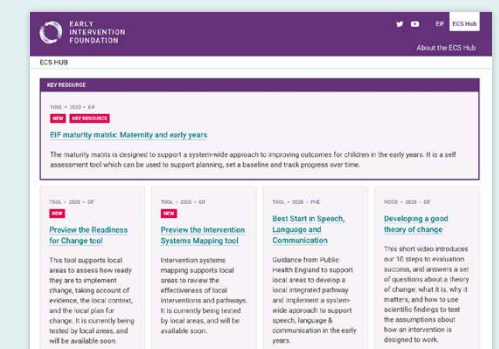 EARLY
INTERVENTION
FOUNDATION
EIF
ECS Hub
About the ECS Hub
ECS HUB
KEY RESOURCE
TOOL • 2020 • EIF
NEW
KEY RESOURCE
EIF maturity matrix: Maternity and early years
The maturity matrix is designed to support a system-wide approach to improving outcomes for children in the early years. It is a self
assessment tool which can be used to support planning, set a baseline and track progress over time.
TOOL • 2020 • EIF
NEW
Preview the Readiness
for Change tool
This tool supports local
areas to assess how ready
they are to implement
change, taking account of
evidence, the local context,
and the local plan for
change. It is currently being
tested by local areas, and
will be available soon.
TOOL • 2020 • EIF
NEW
Preview the Intervention
Systems Mapping tool
Intervention systems
mapping supports local
areas to review the
effectiveness of local
interventions and pathways.
It is currently being tested
by local areas, and will be
available soon.
TOOL • 2020 • PHE
Best Start in Speech,
Language and
Communication
Guidance from Public
Health England to support
local areas to develop a
local integrated pathway
and implement a system-
wide approach to support
speech, language &
communication in the early
years.
VIDEO • 2020 • EIF
Developing a good
theory of change
This short video introduces
our 10 steps to evaluation
success, and answers a set
of questions about a theory
of change: what it is, why it
matters, and how to use
scientific findings to test
the assumptions about
how an intervention is
designed to work.